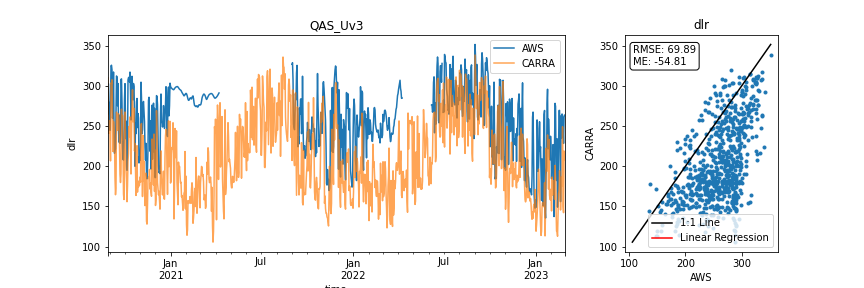 QAS_Uv3
dlr
350
300
250
200
150
100
AWS
CARRA
Jan
2021
Jul
Jan
2022
Jul
Jan
2023
time
dlr
dlr
RMSE: 69.89
ME: -54.81
350
300
250
200
150
100
CARRA
1:1 Line
Linear Regression
100
200
300
AWS